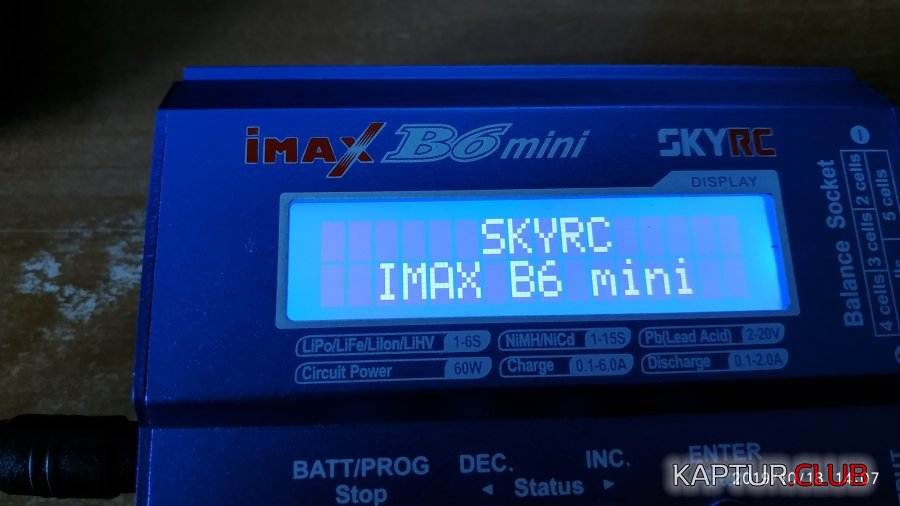 iMAX B6 mini SKYRC
DISPLAY
SKYRC
IMAX B6 mini
LiPo/LiFe/LiIon/LiHV 1-6S NiMH/NiCd 1-15S Pb(Lead Acid) 2-20V
Circuit Power 60W Charge 0.1-6.0A Discharge 0.1-2.0A
Balance Socket
2 cells
3 cells
4 cells
5 cells
BATT/PROG DEC. INC. ENTER
Stop ◄ Status ►
KAPTUR.CLUB